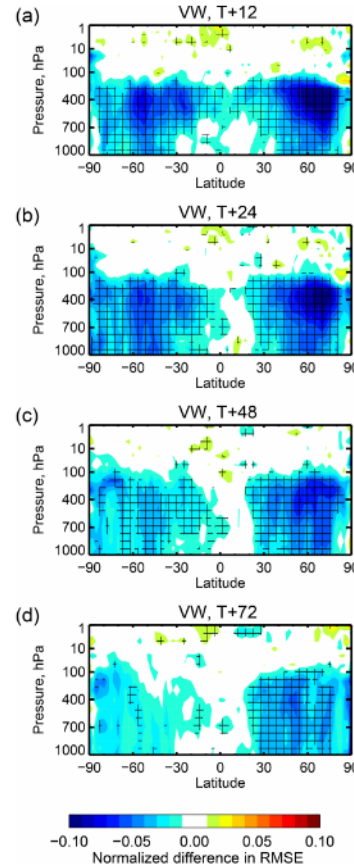 (a) VW, T+12
Pressure, hPa
1
10
100
400
700
1000
−90 −60 −30 0 30 60 90
Latitude
(b) VW, T+24
Pressure, hPa
1
10
100
400
700
1000
−90 −60 −30 0 30 60 90
Latitude
(c) VW, T+48
Pressure, hPa
1
10
100
400
700
1000
−90 −60 −30 0 30 60 90
Latitude
(d) VW, T+72
Pressure, hPa
1
10
100
400
700
1000
−90 −60 −30 0 30 60 90
Latitude
−0.10 −0.05 0.00 0.05 0.10
Normalized difference in RMSE